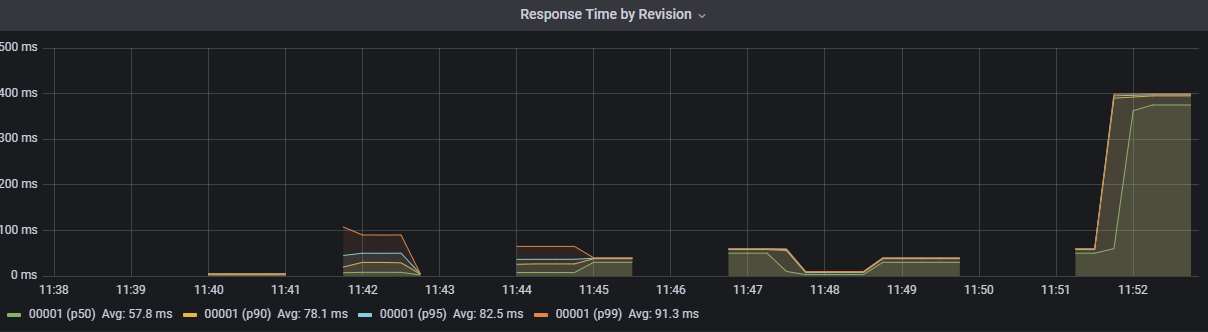 Response Time by Revision
500 ms
400 ms
300 ms
200 ms
100 ms
0 ms
11:38 11:39 11:40 11:41 11:42 11:43 11:44 11:45 11:46 11:47 11:48 11:49 11:50 11:51 11:52
00001 (p50) Avg: 57.8 ms 00001 (p90) Avg: 78.1 ms 00001 (p95) Avg: 82.5 ms 00001 (p99) Avg: 91.3 ms